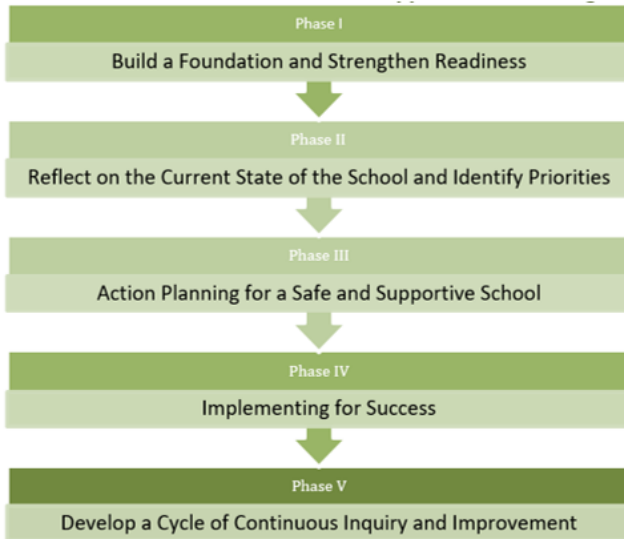 Phase I
Build a Foundation and Strengthen Readiness
Phase II
Reflect on the Current State of the School and Identify Priorities
Phase III
Action Planning for a Safe and Supportive School
Phase IV
Implementing for Success
Phase V
Develop a Cycle of Continuous Inquiry and Improvement